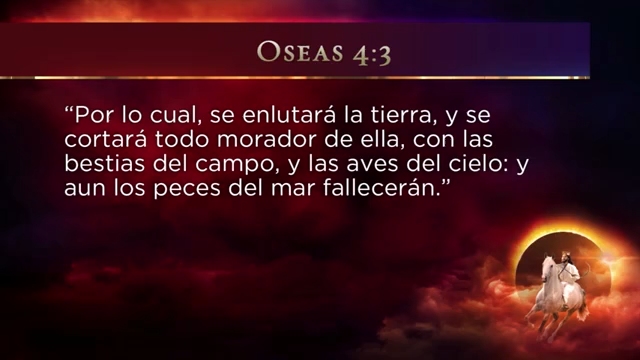 Oseas 4:3
“Por lo cual, se enlutará la tierra, y se
cortará todo morador de ella, con las
bestias del campo, y las aves del cielo: y
aun los peces del mar fallecerán.”